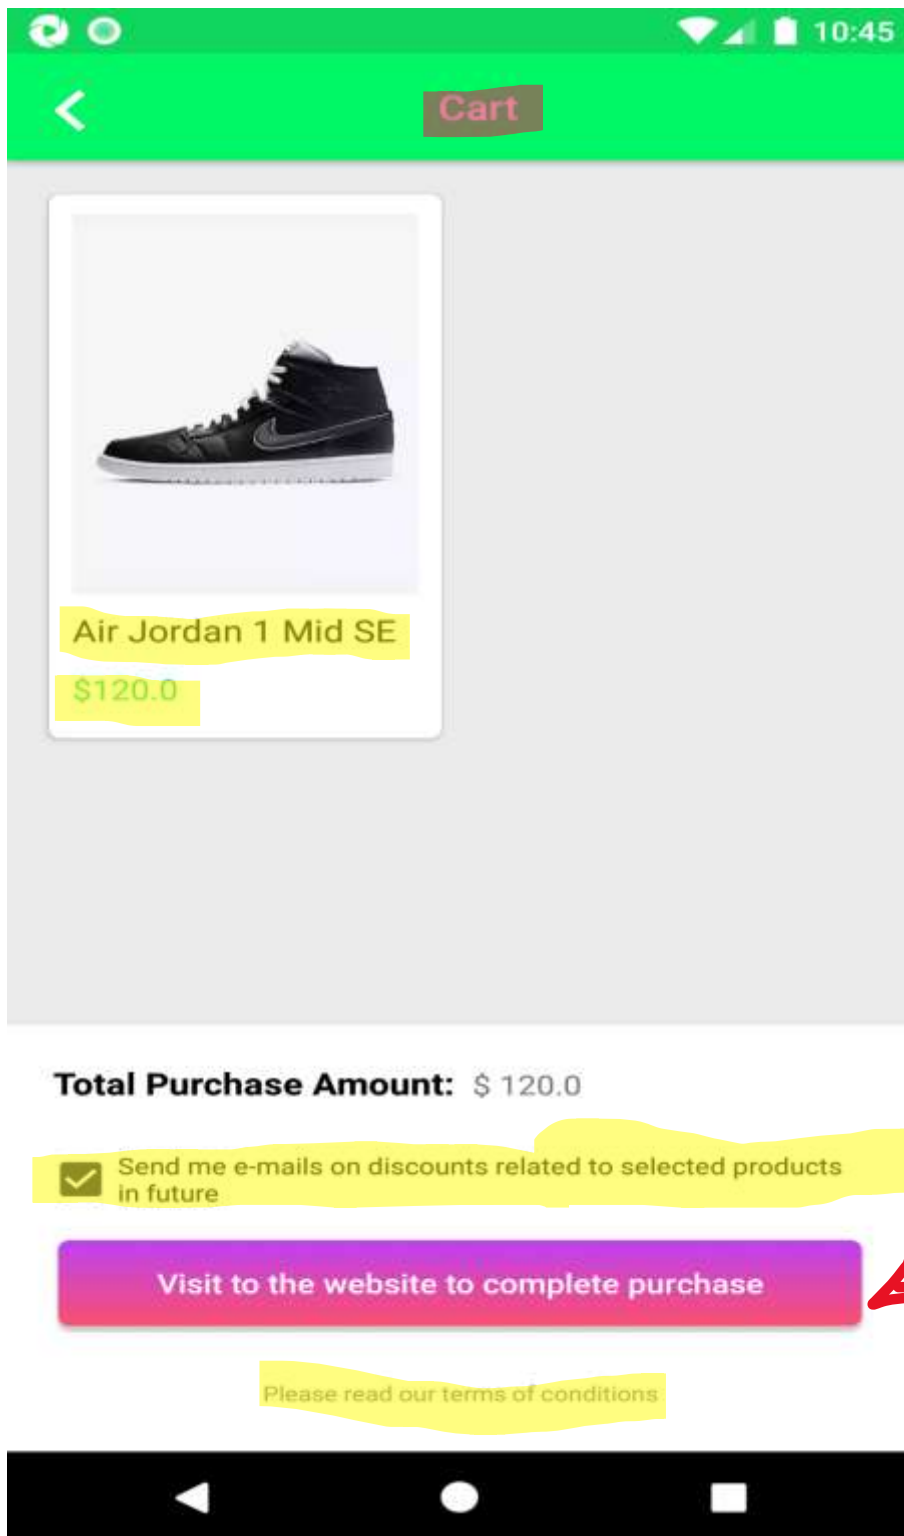 10:45
Cart
Air Jordan 1 Mid SE
$120.0
Total Purchase Amount: $ 120.0
Send me e-mails on discounts related to selected products
in future
Visit to the website to complete purchase
Please read our terms of conditions